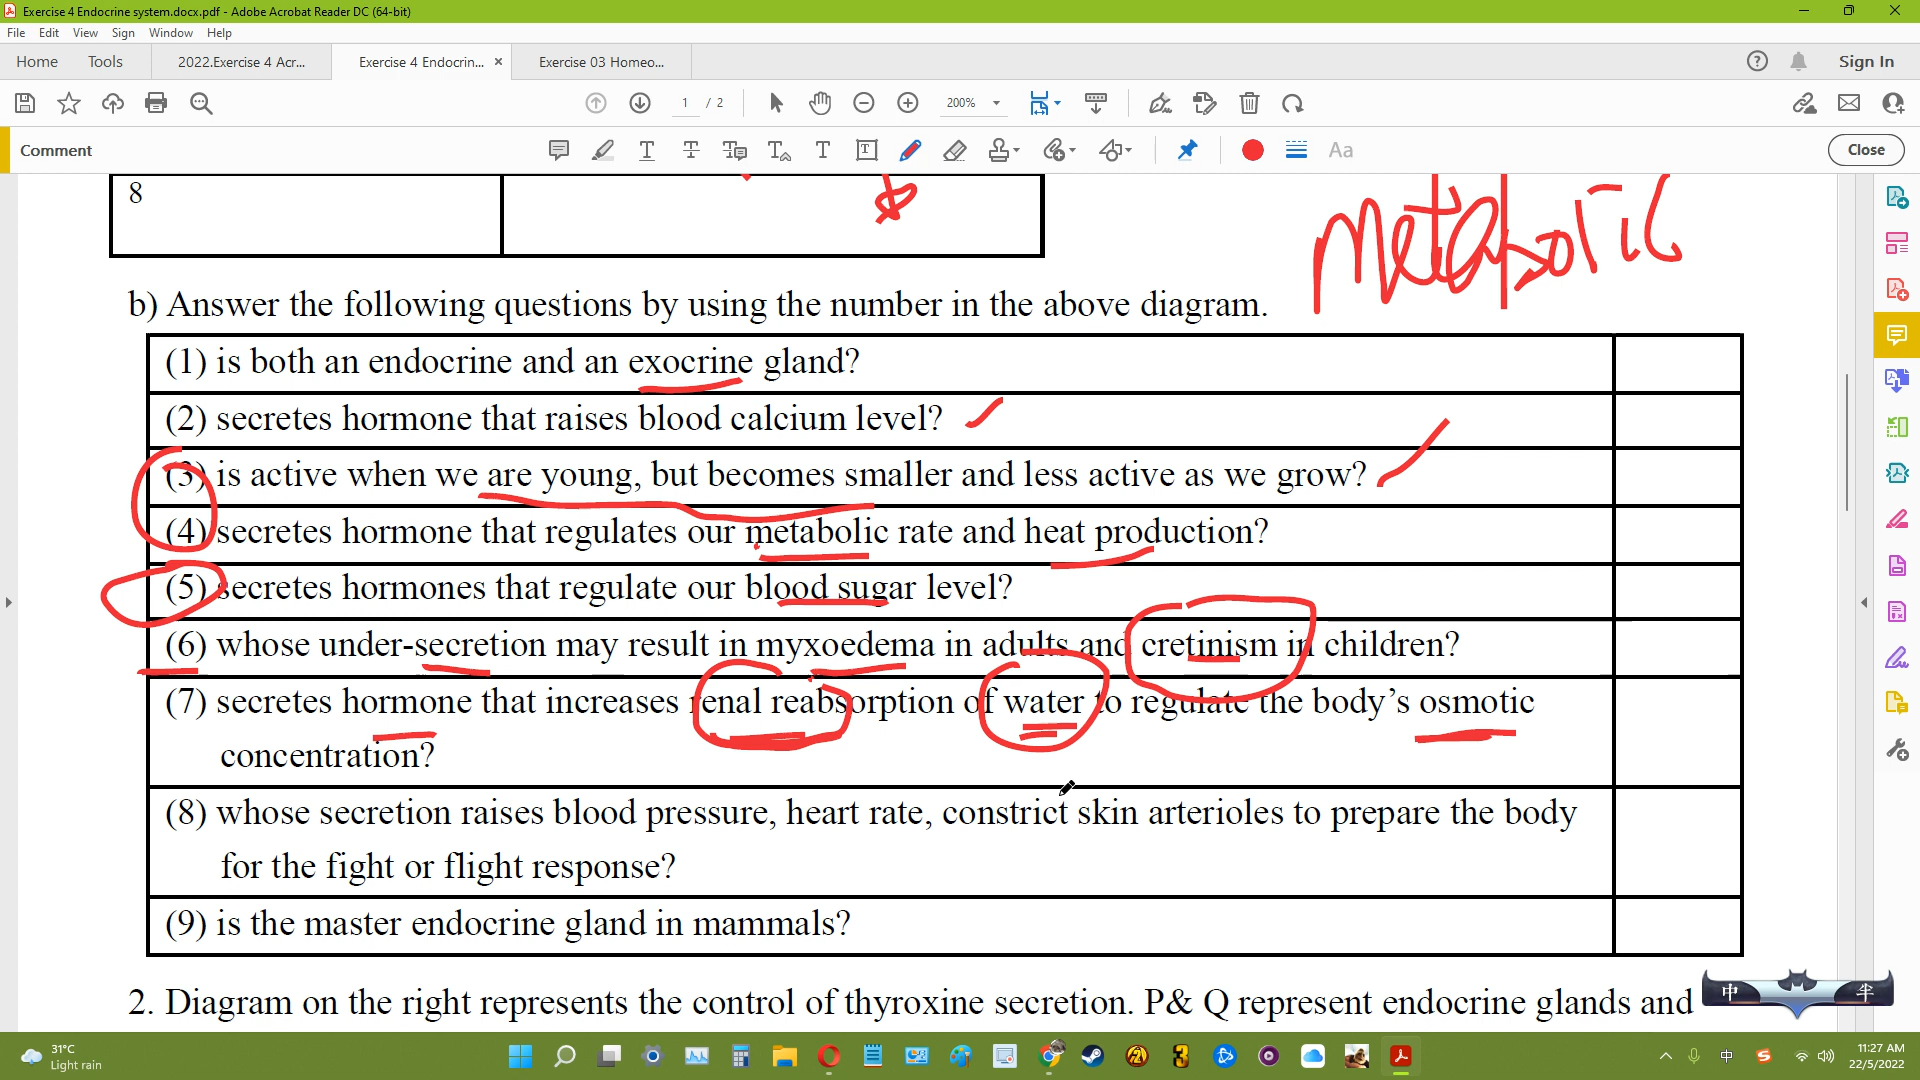 Exercise 4 Endocrine system.docx.pdf - Adobe Acrobat Reader DC (64-bit)
File Edit View Sign Window Help
Home Tools 2022.Exercise 4 Acr... Exercise 4 Endocrin... × Exercise 03 Homeo... Sign In
1 / 2 200%
Comment Aa Close
8
metabolic
b) Answer the following questions by using the number in the above diagram.
(1) is both an endocrine and an exocrine gland?
(2) secretes hormone that raises blood calcium level?
(3) is active when we are young, but becomes smaller and less active as we grow?
(4) secretes hormone that regulates our metabolic rate and heat production?
(5) secretes hormones that regulate our blood sugar level?
(6) whose under-secretion may result in myxoedema in adults and cretinism in children?
(7) secretes hormone that increases renal reabsorption of water to regulate the body’s osmotic
concentration?
(8) whose secretion raises blood pressure, heart rate, constrict skin arterioles to prepare the body
for the fight or flight response?
(9) is the master endocrine gland in mammals?
2. Diagram on the right represents the control of thyroxine secretion. P& Q represent endocrine glands and
中 半
31°C
Light rain
中
11:27 AM
22/5/2022